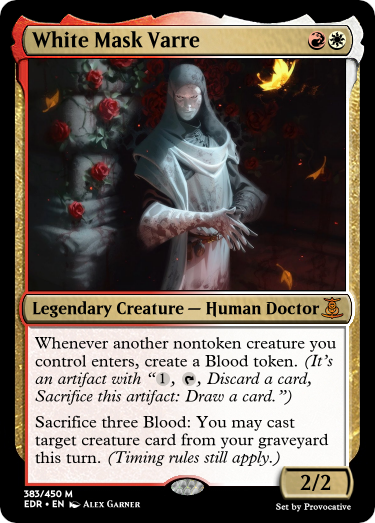 White Mask Varre
Legendary Creature — Human Doctor
Whenever another nontoken creature you
control enters, create a Blood token. (It's
an artifact with “1, , Discard a card,
Sacrifice this artifact: Draw a card.”)
Sacrifice three Blood: You may cast
target creature card from your graveyard
this turn. (Timing rules still apply.)
2/2
383/450 M
EDR • EN Alex Garner
Set by Provocative